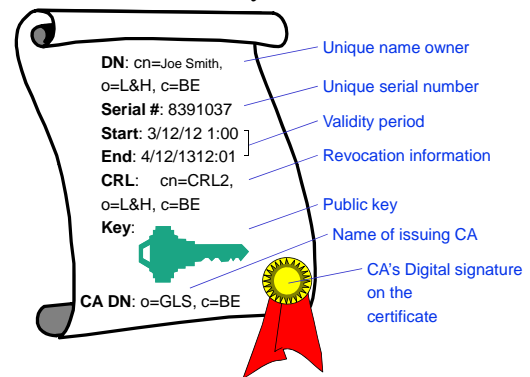 DN: cn=Joe Smith,
o=L&H, c=BE
Serial #: 8391037
Start: 3/12/12 1:00
End: 4/12/1312:01
CRL: cn=CRL2,
o=L&H, c=BE
Key:
CA DN: o=GLS, c=BE
Unique name owner
Unique serial number
Validity period
Revocation information
Public key
Name of issuing CA
CA's Digital signature
on the
certificate